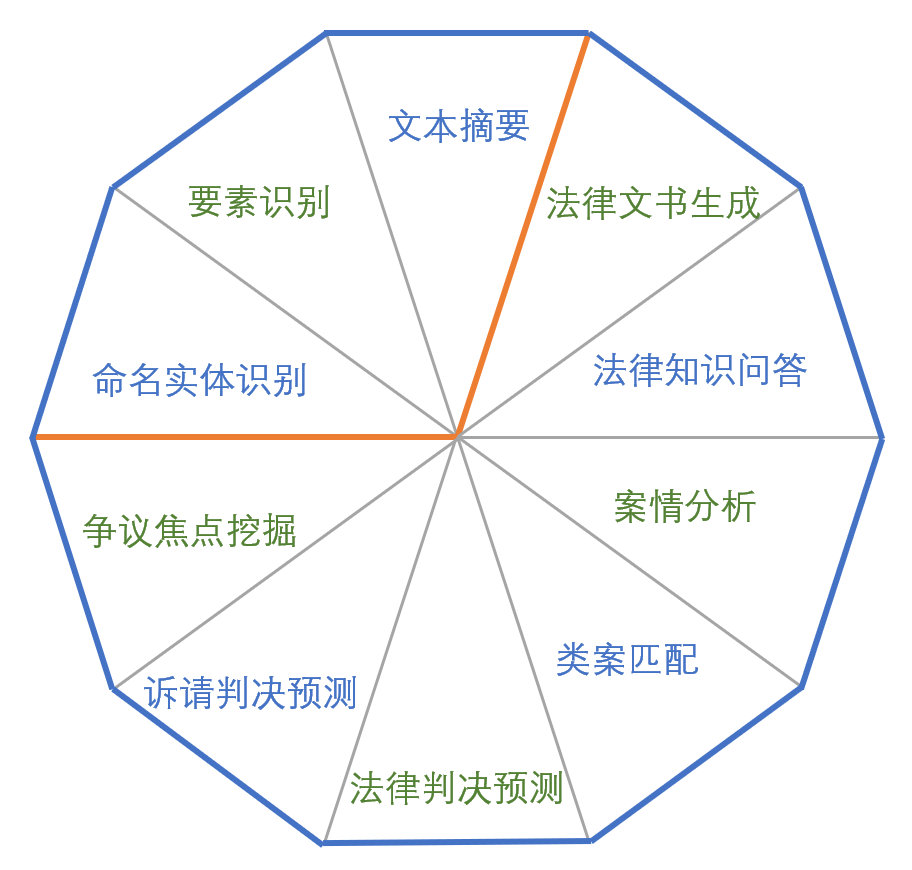 文本摘要
要素识别
法律文书生成
命名实体识别
法律知识问答
争议焦点挖掘
案情分析
类案匹配
诉请判决预测
法律判决预测